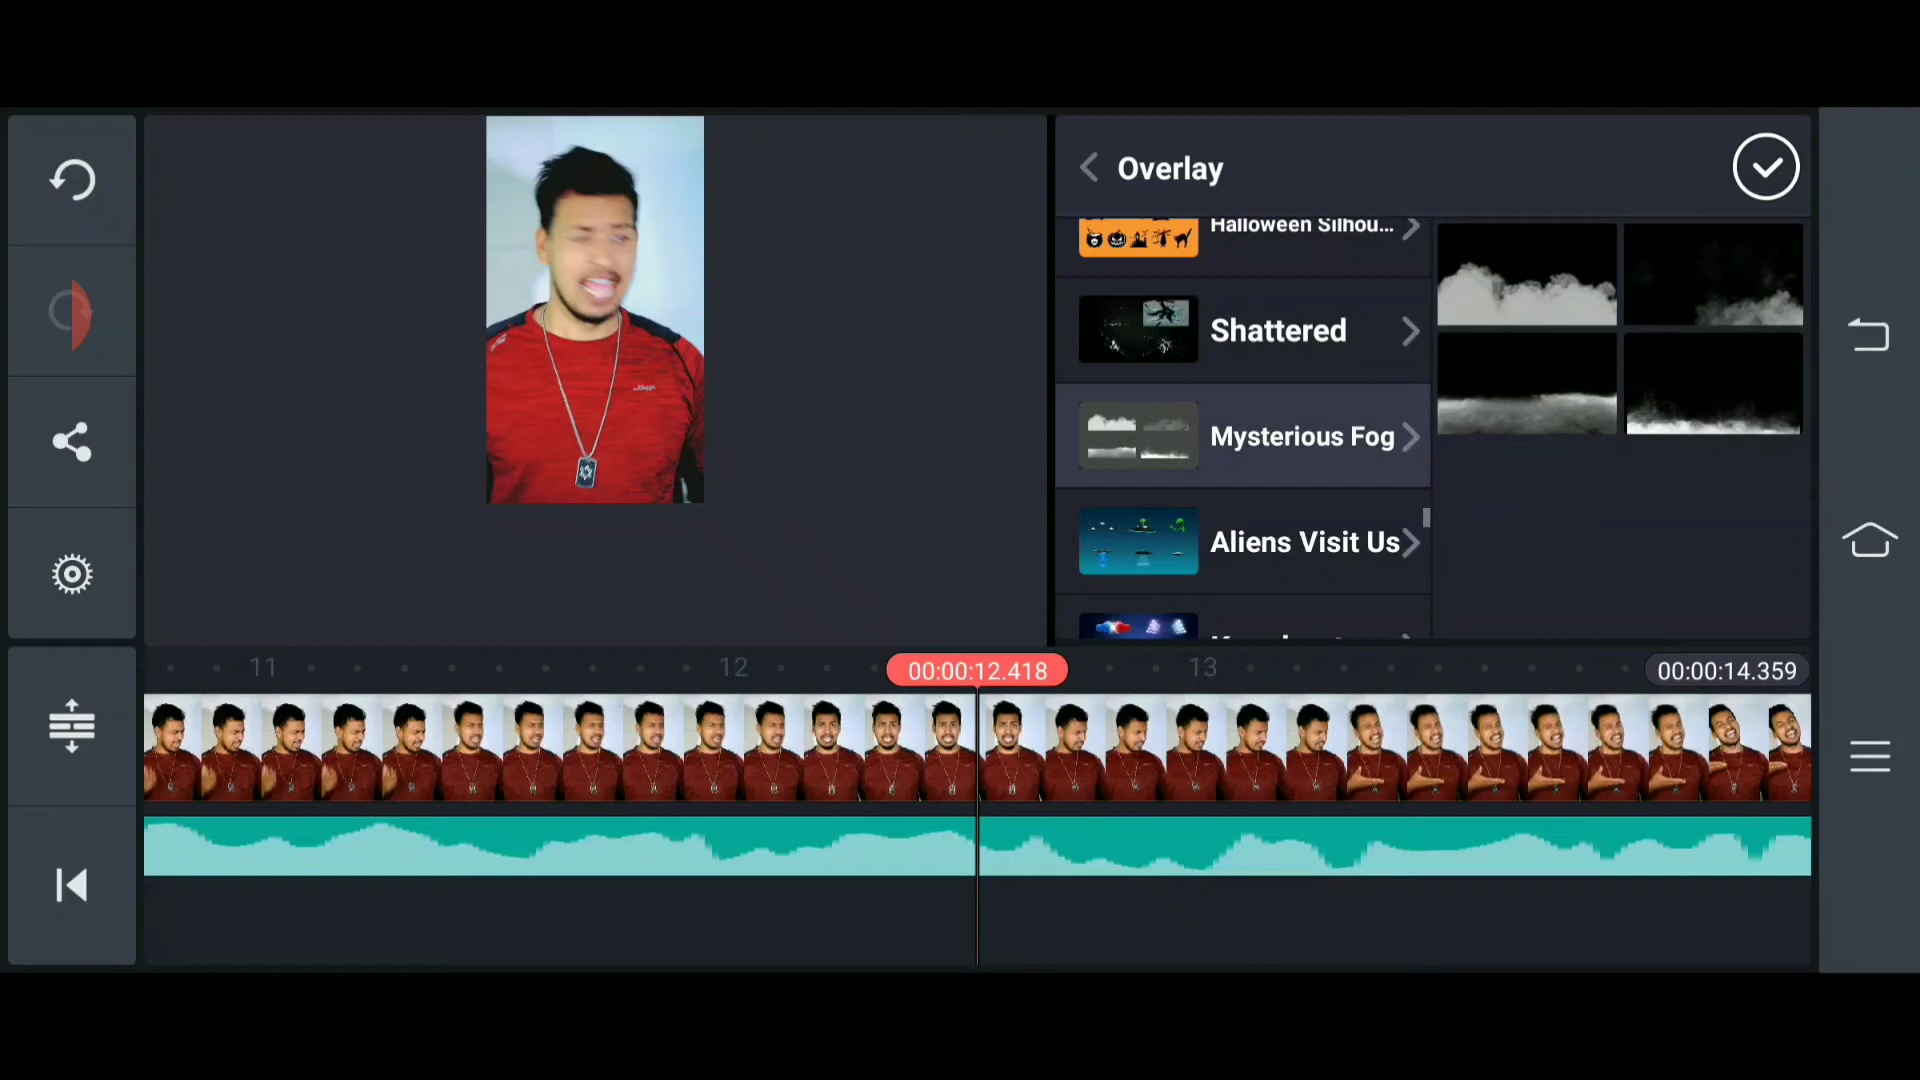 Overlay
Halloween Silhou...
Shattered
Mysterious Fog
Aliens Visit Us
11
12
00:00:12.418
13
00:00:14.359